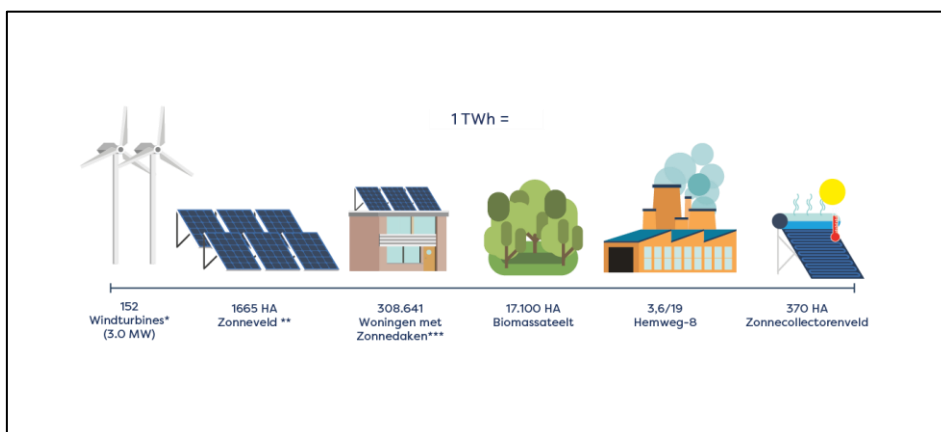 1 TWh =
152
Windturbines*
(3.0 MW)
1665 HA
Zonneveld **
308.641
Woningen met
Zonnedaken***
17.100 HA
Biomassateelt
3,6/19
Hemweg-8
370 HA
Zonnecollectorenveld